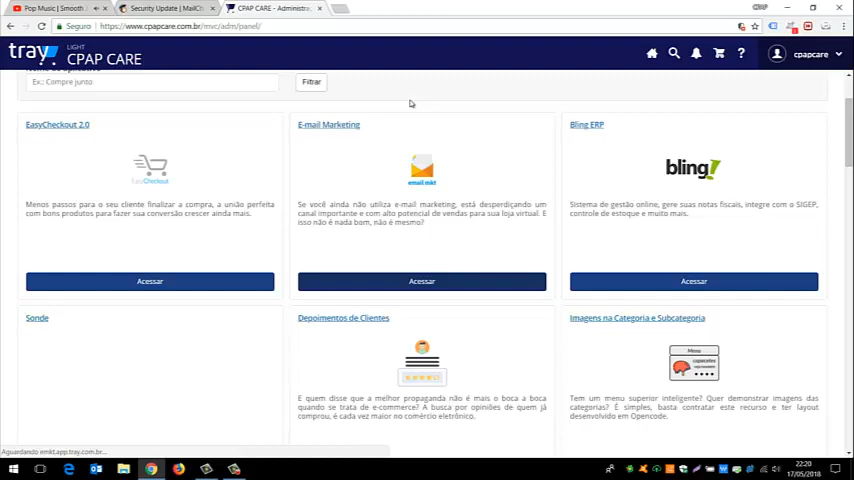 Pop Music | Smooth
Security Update | MailCh
CPAP CARE - Administra
CPAP
Seguro
https://www.cpapcare.com.br/mvc/adm/panel/
tray
LIGHT
CPAP CARE
?
cpapcare
Ex.: Compre junto
Filtrar
EasyCheckout 2.0
E-mail Marketing
Bling ERP
EasyCheckout
email mkt
bling!
Menos passos para o seu cliente finalizar a compra, a união perfeita
com bons produtos para fazer sua conversão crescer ainda mais.
Se você ainda não utiliza e-mail marketing, está desperdiçando um
canal importante e com alto potencial de vendas para sua loja virtual. E
isso não é nada bom, não é mesmo?
Sistema de gestão online, gere suas notas fiscais, integre com o SIGEP,
controle de estoque e muito mais.
Acessar
Acessar
Acessar
Sonde
Depoimentos de Clientes
Imagens na Categoria e Subcategoria
Menu
capacetes
E quem disse que a melhor propaganda não é mais o boca a boca
quando se trata de e-commerce? A busca por opiniões de quem já
comprou, é cada vez maior no comércio eletrônico.
Tem um menu superior inteligente? Quer demonstrar imagens das
categorias? É simples, basta contratar este recurso e ter layout
desenvolvido em Opencode.
Aguardando emkt.app.tray.com.br...
22:20
17/05/2018